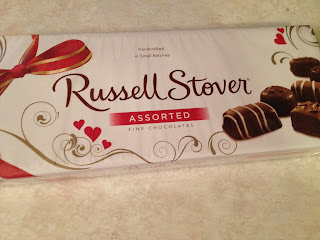 Handcrafted
in Small Batches
Russell Stover
ASSORTED
FINE CHOCOLATES